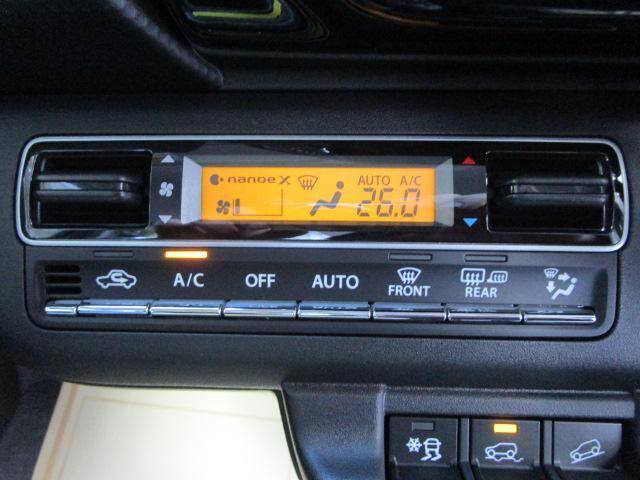 nanoe X
AUTO A/C
26.0
A/C OFF AUTO FRONT REAR